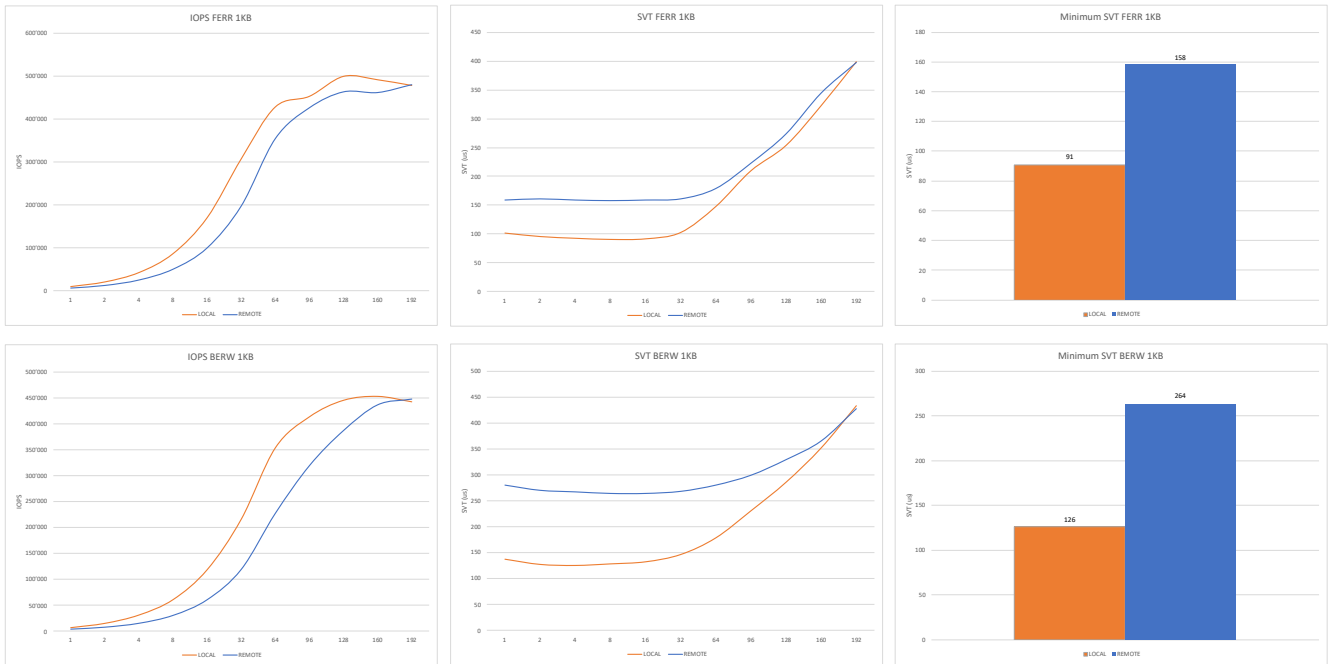 IOPS FERR 1KB
600'000
500'000
400'000
300'000
200'000
100'000
0
IOPS
1 2 4 8 16 32 64 96 128 160 192
LOCAL REMOTE
SVT FERR 1KB
450
400
350
300
250
200
150
100
50
0
SVT (us)
1 2 4 8 16 32 64 96 128 160 192
LOCAL REMOTE
Minimum SVT FERR 1KB
180
160
140
120
100
80
60
40
20
0
SVT (us)
91
158
LOCAL REMOTE
IOPS BERW 1KB
500'000
450'000
400'000
350'000
300'000
250'000
200'000
150'000
100'000
50'000
0
IOPS
1 2 4 8 16 32 64 96 128 160 192
LOCAL REMOTE
SVT BERW 1KB
500
450
400
350
300
250
200
150
100
50
0
SVT (us)
1 2 4 8 16 32 64 96 128 160 192
LOCAL REMOTE
Minimum SVT BERW 1KB
300
250
200
150
100
50
0
SVT (us)
126
264
LOCAL REMOTE